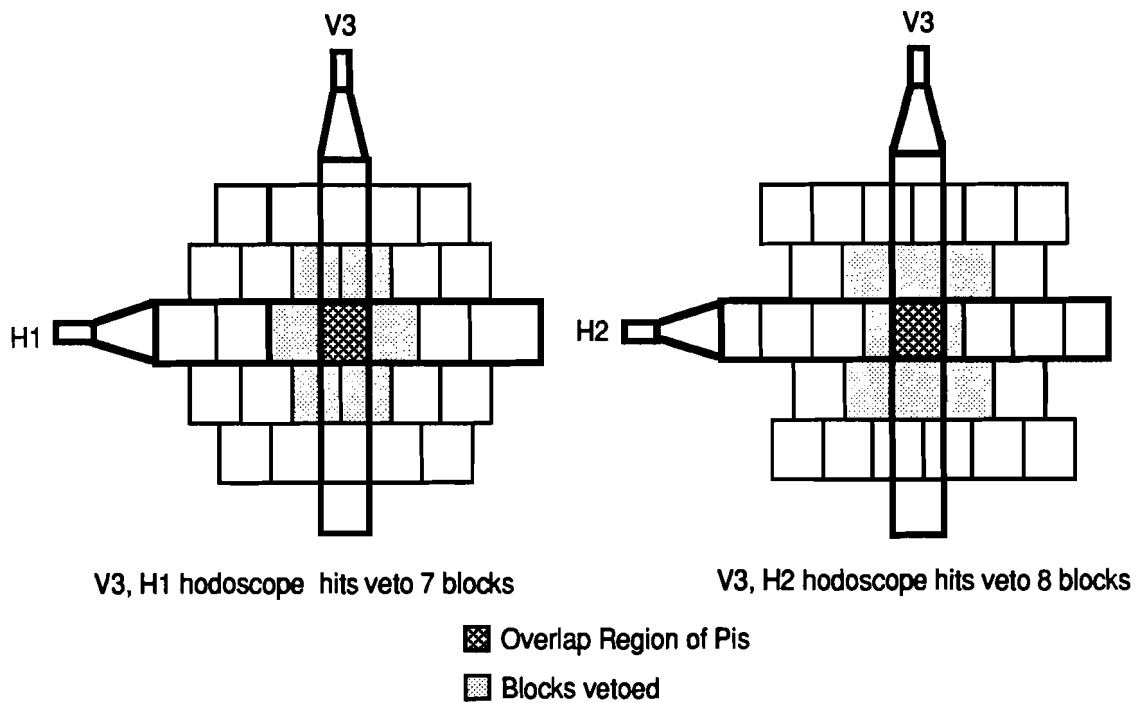 V3
V3
H1
H2
V3, H1 hodoscope hits veto 7 blocks
V3, H2 hodoscope hits veto 8 blocks
Overlap Region of Pis
Blocks vetoed